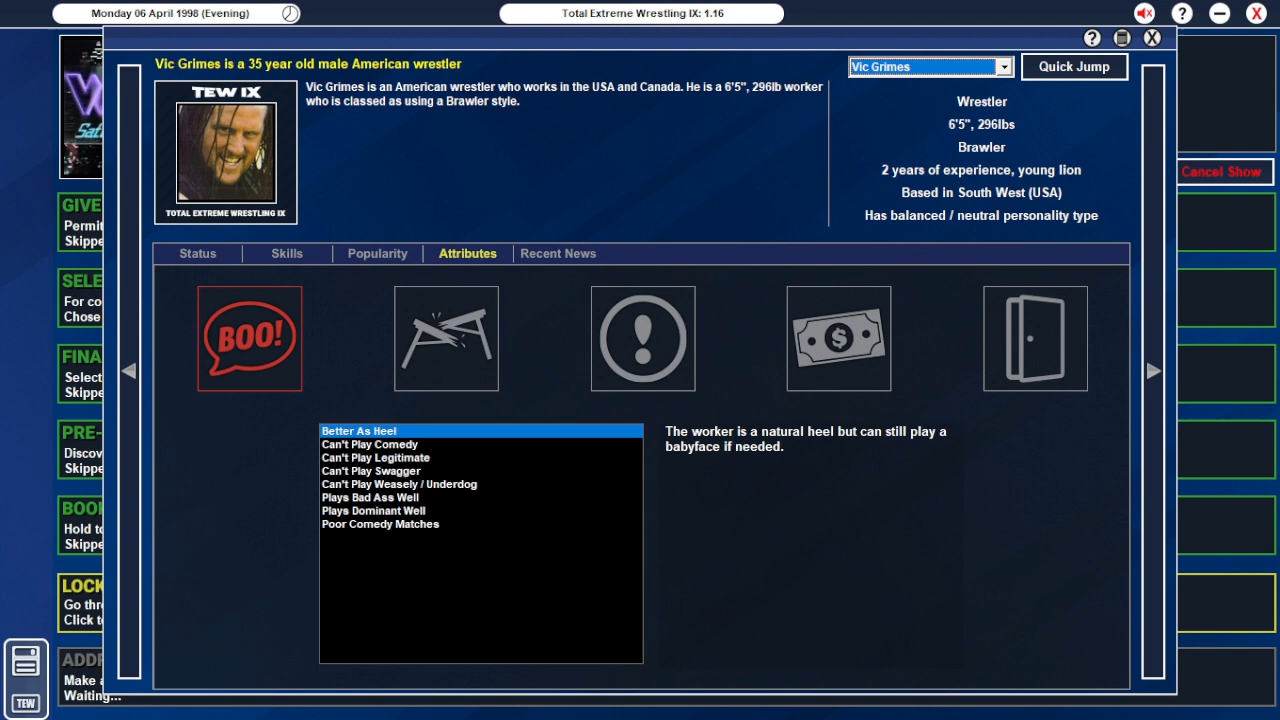 Monday 06 April 1998 (Evening)
Total Extreme Wrestling IX: 1.16
?
X
? X
Vic Grimes is a 35 year old male American wrestler
Vic Grimes
Quick Jump
TEW IX
TOTAL EXTREME WRESTLING IX
Vic Grimes is an American wrestler who works in the USA and Canada. He is a 6'5", 296lb worker
who is classed as using a Brawler style.
Wrestler
6'5", 296lbs
Brawler
2 years of experience, young lion
Based in South West (USA)
Has balanced / neutral personality type
Cancel Show
Status Skills Popularity Attributes Recent News
BOO!
!
$
Better As Heel
Can't Play Comedy
Can't Play Legitimate
Can't Play Swagger
Can't Play Weasely / Underdog
Plays Bad Ass Well
Plays Dominant Well
Poor Comedy Matches
The worker is a natural heel but can still play a
babyface if needed.
GIVE
Permit
Skippe
SELE
For co
Chose
FINA
Select
Skippe
PRE-
Discov
Skippe
BOO
Hold to
Skippe
LOCK
Go thr
Click t
ADD
Make a
Waiting...
TEW